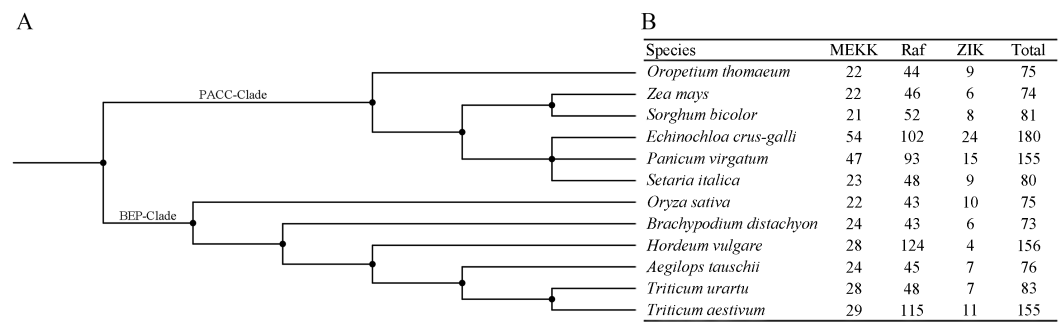 A
B
Species MEKK Raf ZIK Total
PACC-Clade
BEP-Clade
Oropetium thomaeum 22 44 9 75
Zea mays 22 46 6 74
Sorghum bicolor 21 52 8 81
Echinochloa crus-galli 54 102 24 180
Panicum virgatum 47 93 15 155
Setaria italica 23 48 9 80
Oryza sativa 22 43 10 75
Brachypodium distachyon 24 43 6 73
Hordeum vulgare 28 124 4 156
Aegilops tauschii 24 45 7 76
Triticum urartu 28 48 7 83
Triticum aestivum 29 115 11 155